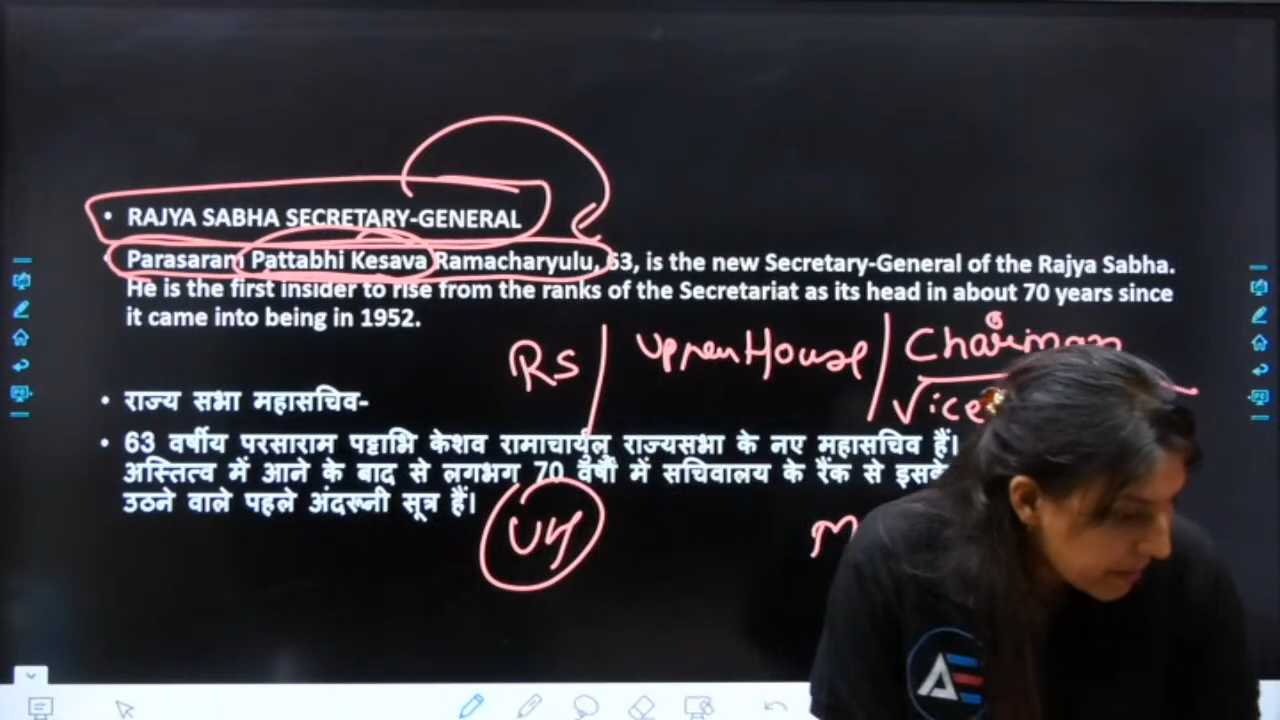 • RAJYA SABHA SECRETARY-GENERAL
Parasaram Pattabhi Kesava Ramacharyulu, 63, is the new Secretary-General of the Rajya Sabha.
He is the first insider to rise from the ranks of the Secretariat as its head in about 70 years since
it came into being in 1952.
RS | Upper House | Chairman
Vice
• राज्य सभा महासचिव-
• 63 वर्षीय परसाराम पट्टाभि केशव रामाचार्युलु राज्यसभा के नए महासचिव हैं।
अस्तित्व में आने के बाद से लगभग 70 वर्षों में सचिवालय के रैंक से इसके
उठने वाले पहले अंदरूनी सूत्र हैं।